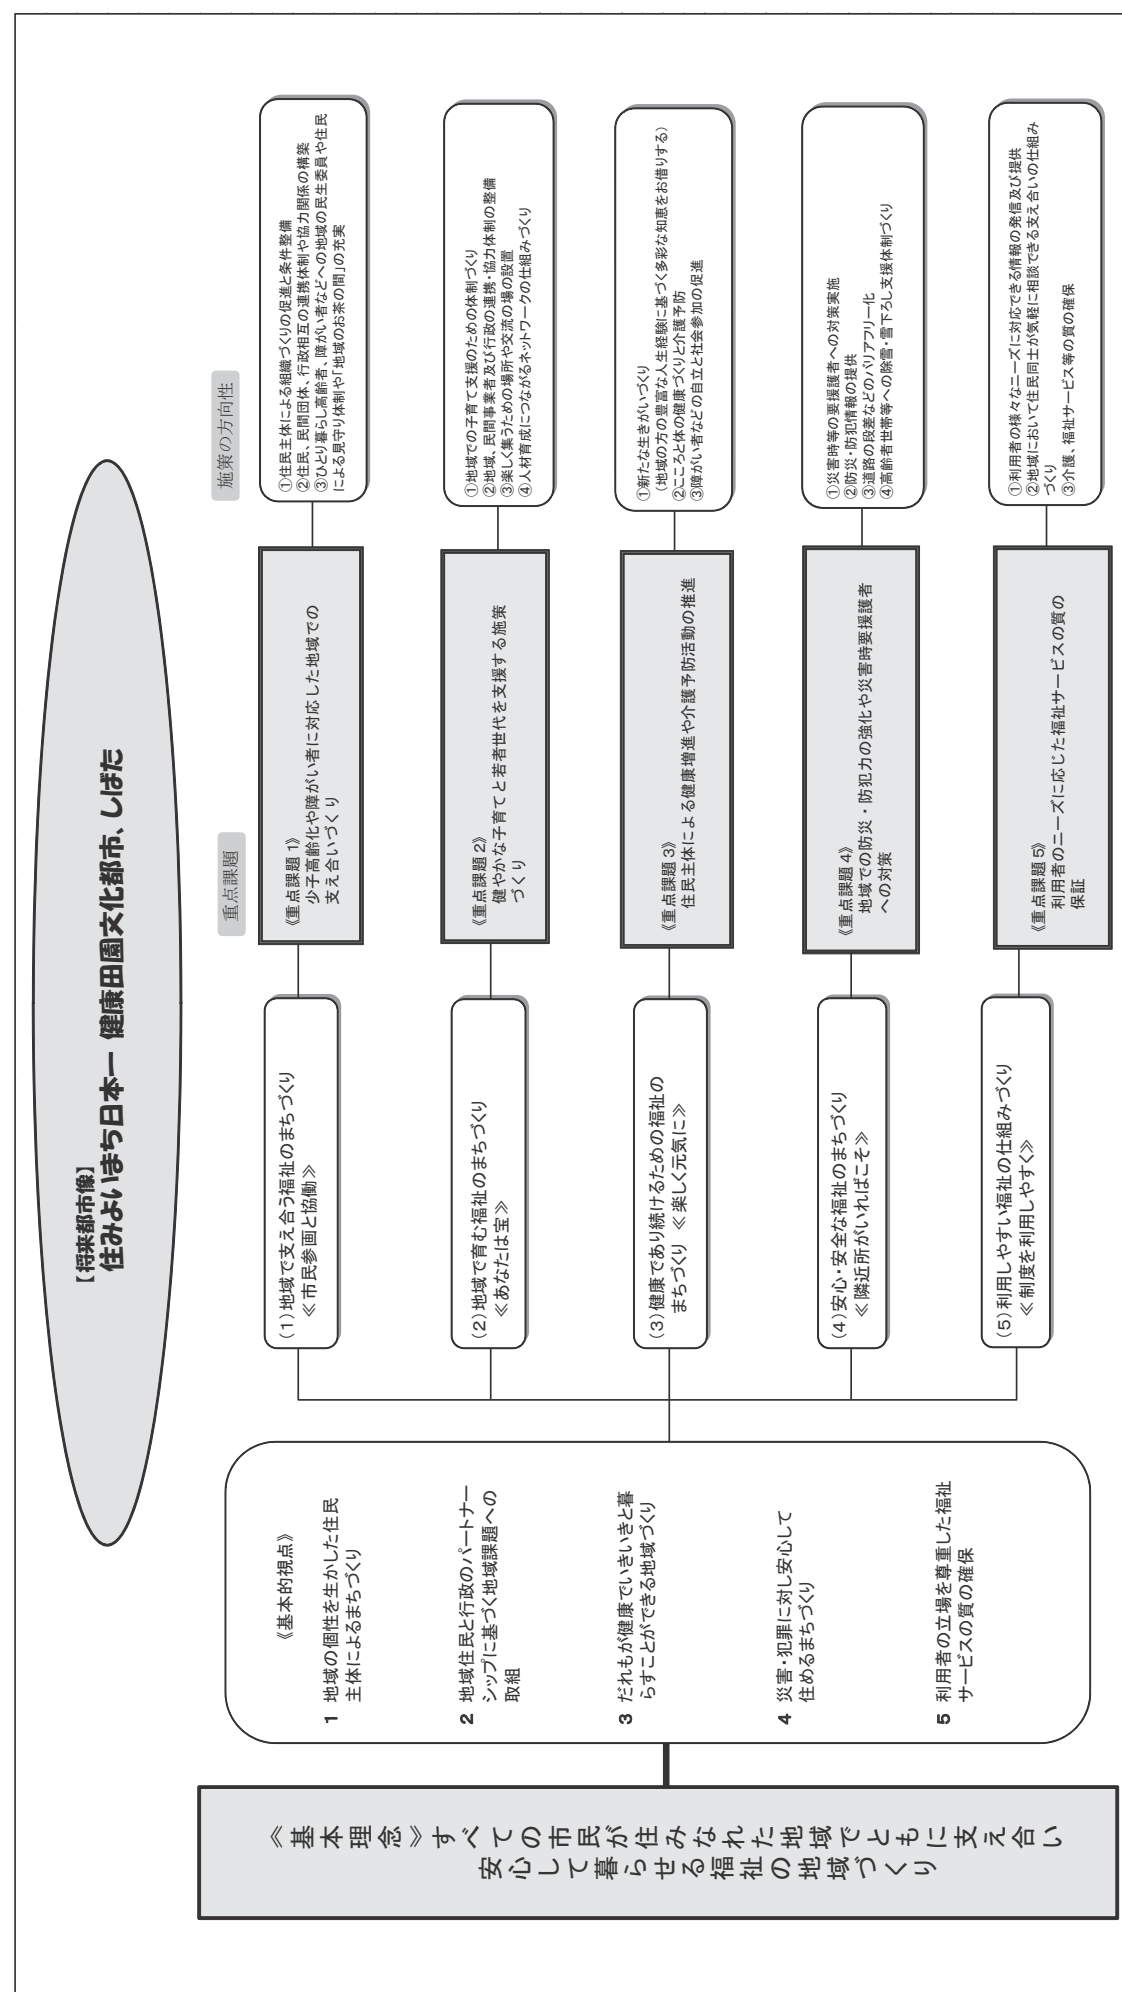 【将来都市像】
住みよいまち日本一 健康田園文化都市、しばた
《基本理念》すべての市民が住みなれた地域でともに支え合い
安心して暮らせる福祉の地域づくり
《基本的視点》
1 地域の個性を生かした住民
主体によるまちづくり
2 地域住民と行政のパートナー
シップに基づく地域課題への
取組
3 だれもが健康でいきいきと暮
らすことができる地域づくり
4 災害・犯罪に対し安心して
住めるまちづくり
5 利用者の立場を尊重した福祉
サービスの質の確保
重点課題
施策の方向性
(1)地域で支え合う福祉のまちづくり
≪市民参画と協働≫
《重点課題1》
少子高齢化や障がい者に対応した地域での
支え合いづくり
①住民主体による組織づくりの促進と条件整備
②住民、民間団体、行政相互の連携体制や協力関係の構築
③ひとり暮らし高齢者、障がい者などへの地域の民生委員や住民
による見守り体制や「地域のお茶の間」の充実
(2)地域で育む福祉のまちづくり
≪あなたは宝≫
《重点課題2》
健やかな子育てと若者世代を支援する施策
づくり
①地域での子育て支援のための体制づくり
②地域、民間事業者及び行政の連携・協力体制の整備
③楽しく集うための場所や交流の場の設置
④人材育成につながるネットワークの仕組みづくり
(3)健康であり続けるための福祉の
まちづくり ≪楽しく元気に≫
《重点課題3》
住民主体による健康増進や介護予防活動の推進
①新たな生きがいづくり
(地域の方の豊富な人生経験に基づく多彩な知恵をお借りする)
②こころと体の健康づくりと介護予防
③障がい者などの自立と社会参加の促進
(4)安心・安全な福祉のまちづくり
≪隣近所がいればこそ≫
《重点課題4》
地域での防災・防犯力の強化や災害時要援護者
への対策
①災害時等の要援護者への対策実施
②防災・防犯情報の提供
③道路の段差などのバリアフリー化
④高齢者世帯等への除雪・雪下ろし支援体制づくり
(5)利用しやすい福祉の仕組みづくり
≪制度を利用しやすく≫
《重点課題5》
利用者のニーズに応じた福祉サービスの質の
保証
①利用者の様々なニーズに対応できる情報の発信及び提供
②地域において住民同士が気軽に相談できる支え合いの仕組み
づくり
③介護、福祉サービス等の質の確保